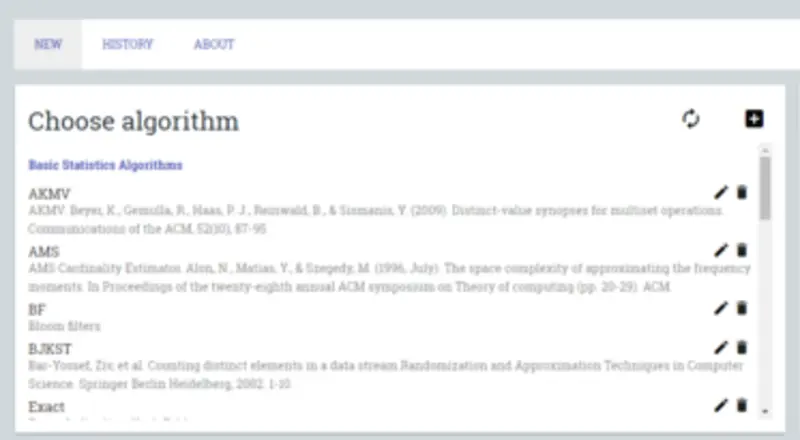 NEW HISTORY ABOUT
Choose algorithm
Basic Statistics Algorithms
AKMV
AKMV: Beyer, K., Gemulla, R., Haas, P. J., Reinwald, B., & Sismanis, Y. (2009). Distinct-value synopses for multiset operations.
Communications of the ACM, 52(10), 87-95
AMS
AMS Cardinality Estimator. Alon, N., Matias, Y., & Szegedy, M. (1996, July). The space complexity of approximating the frequency
moments. In Proceedings of the twenty-eighth annual ACM symposium on Theory of computing (pp. 20-29). ACM.
BF
Bloom filters
BJKST
Bar-Yossef, Ziv, et al. Counting distinct elements in a data stream.Randomization and Approximation Techniques in Computer
Science. Springer Berlin Heidelberg, 2002. 1-10.
Exact